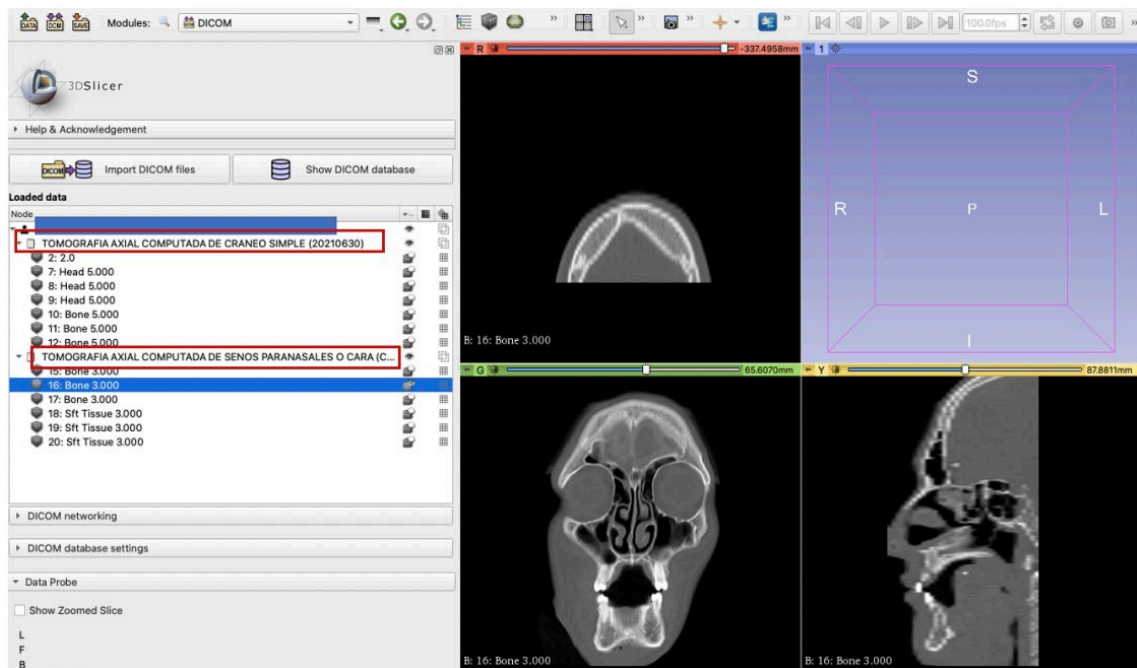 DATA DCM SAVE Modules: DICOM 100.0fps
3DSlicer
Help & Acknowledgement
DICOM Import DICOM files Show DICOM database
Loaded data
Node
TOMOGRAFIA AXIAL COMPUTADA DE CRANEO SIMPLE (20210630)
2: 2.0
7: Head 5.000
8: Head 5.000
9: Head 5.000
10: Bone 5.000
11: Bone 5.000
12: Bone 5.000
TOMOGRAFIA AXIAL COMPUTADA DE SENOS PARANASALES O CARA (C...
15: Bone 3.000
16: Bone 3.000
17: Bone 3.000
18: Sft Tissue 3.000
19: Sft Tissue 3.000
20: Sft Tissue 3.000
DICOM networking
DICOM database settings
Data Probe
Show Zoomed Slice
L
F
B
R -337.4958mm
B: 16: Bone 3.000
1
S
R P L
I
G 65.6070mm
B: 16: Bone 3.000
Y 87.8811mm
B: 16: Bone 3.000